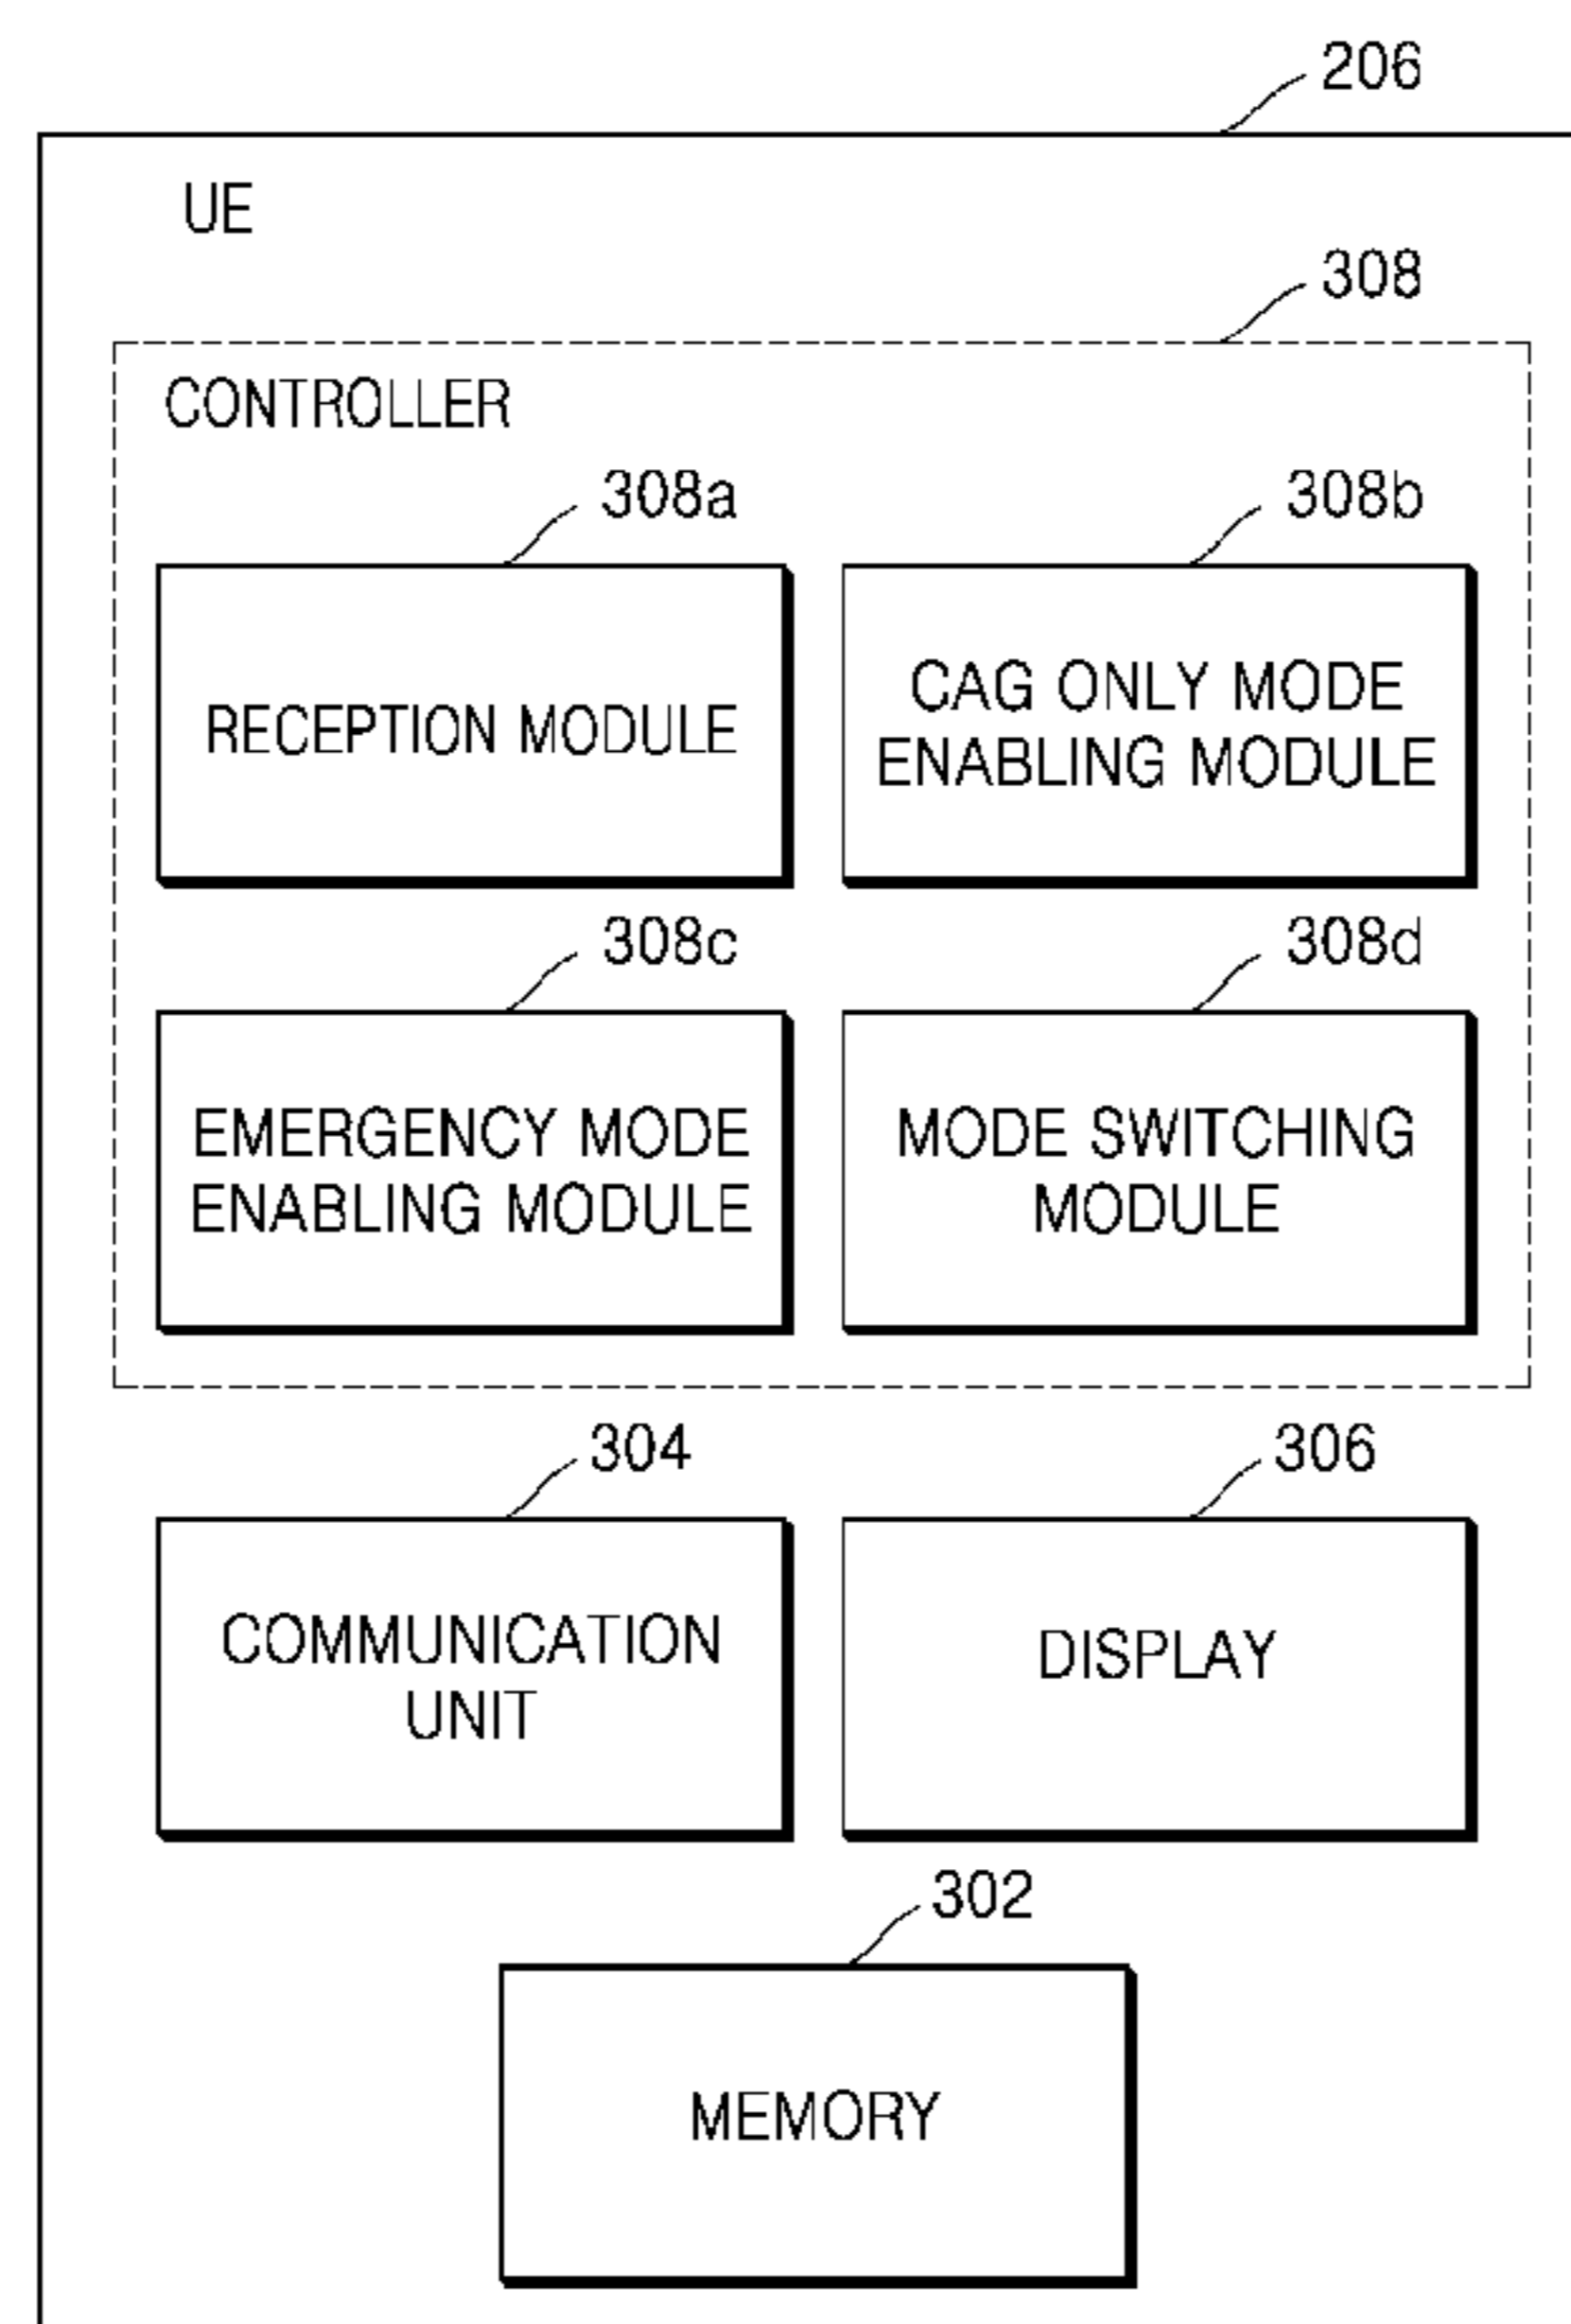 206
UE
308
CONTROLLER
308a
308b
RECEPTION MODULE
CAG ONLY MODE
ENABLING MODULE
308c
308d
EMERGENCY MODE
ENABLING MODULE
MODE SWITCHING
MODULE
304
306
COMMUNICATION
UNIT
DISPLAY
302
MEMORY